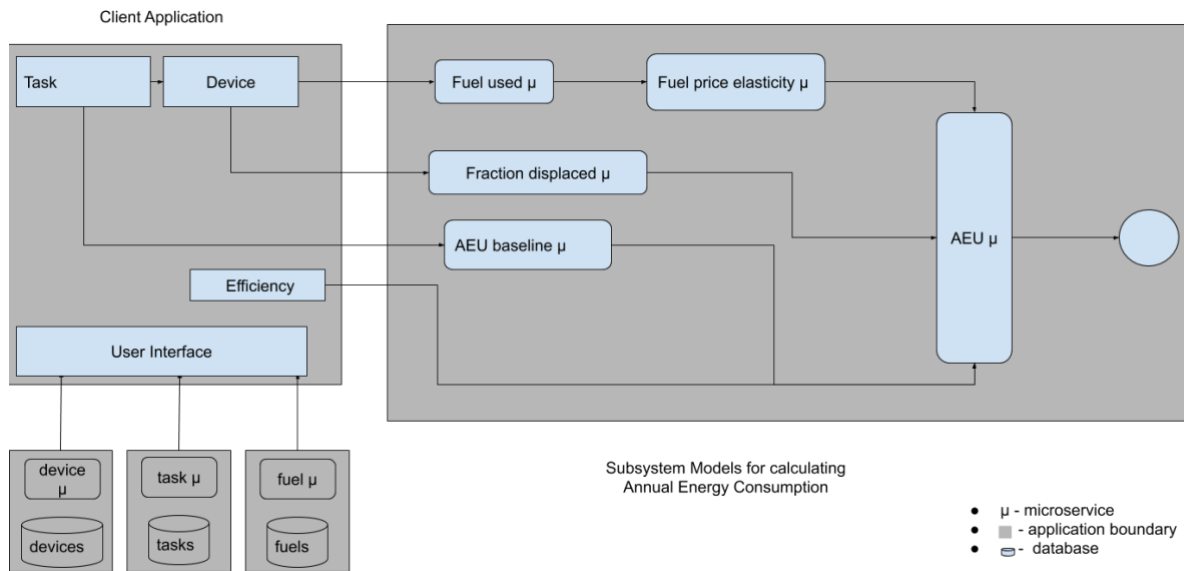 Client Application
Task
Device
Fuel used μ
Fuel price elasticity μ
Fraction displaced μ
AEU baseline μ
AEU μ
Efficiency
User Interface
device
μ
task μ
fuel μ
devices
tasks
fuels
Subsystem Models for calculating
Annual Energy Consumption
● μ - microservice
● - application boundary
● - database